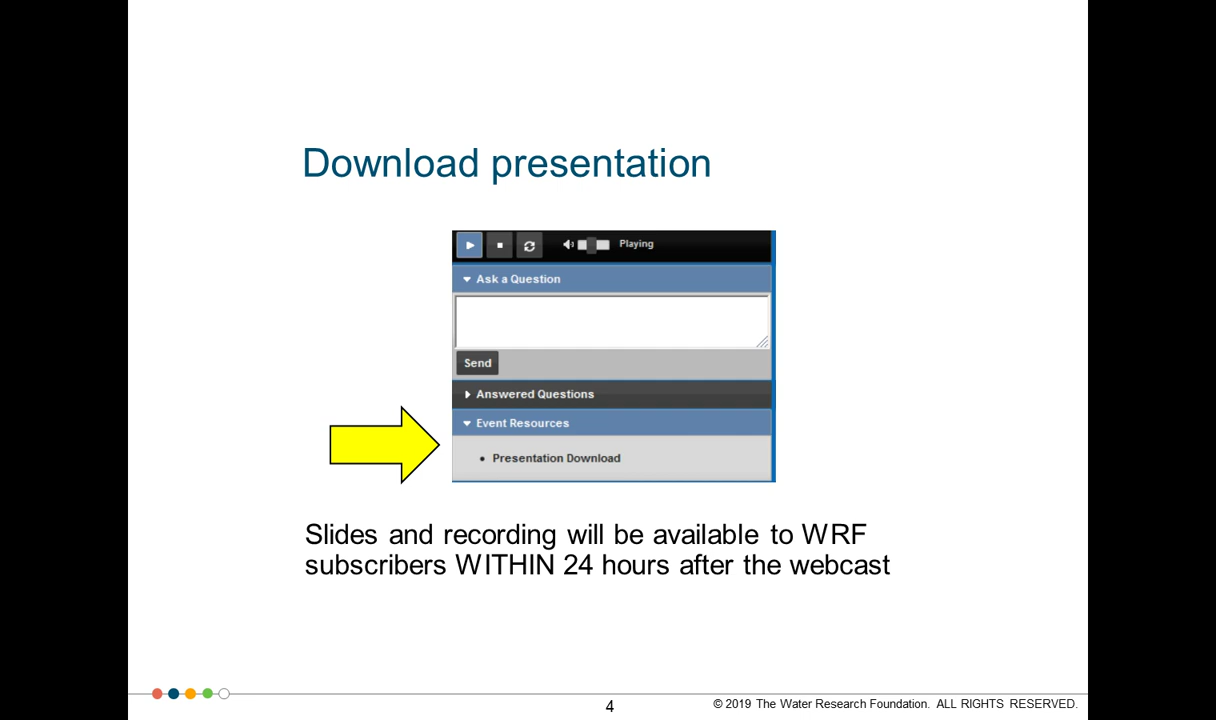 Download presentation
Playing
Ask a Question
Send
Answered Questions
Event Resources
• Presentation Download
Slides and recording will be available to WRF
subscribers WITHIN 24 hours after the webcast
4
© 2019 The Water Research Foundation. ALL RIGHTS RESERVED.